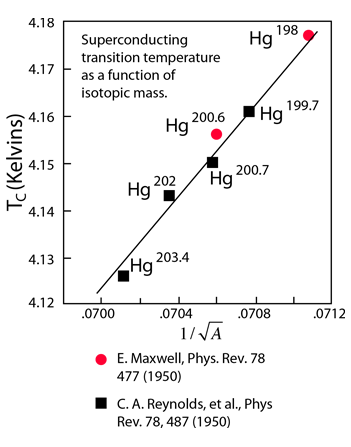 4.18
4.17
4.16
4.15
4.14
4.13
4.12
T_C (Kelvins)
Superconducting
transition temperature
as a function of
isotopic mass.
Hg 198
Hg 199.7
Hg 200.6
Hg 200.7
Hg 202
Hg 203.4
.0700 .0704 .0708 .0712
1/√A
E. Maxwell, Phys. Rev. 78
477 (1950)
C. A. Reynolds, et al., Phys
Rev. 78, 487 (1950)